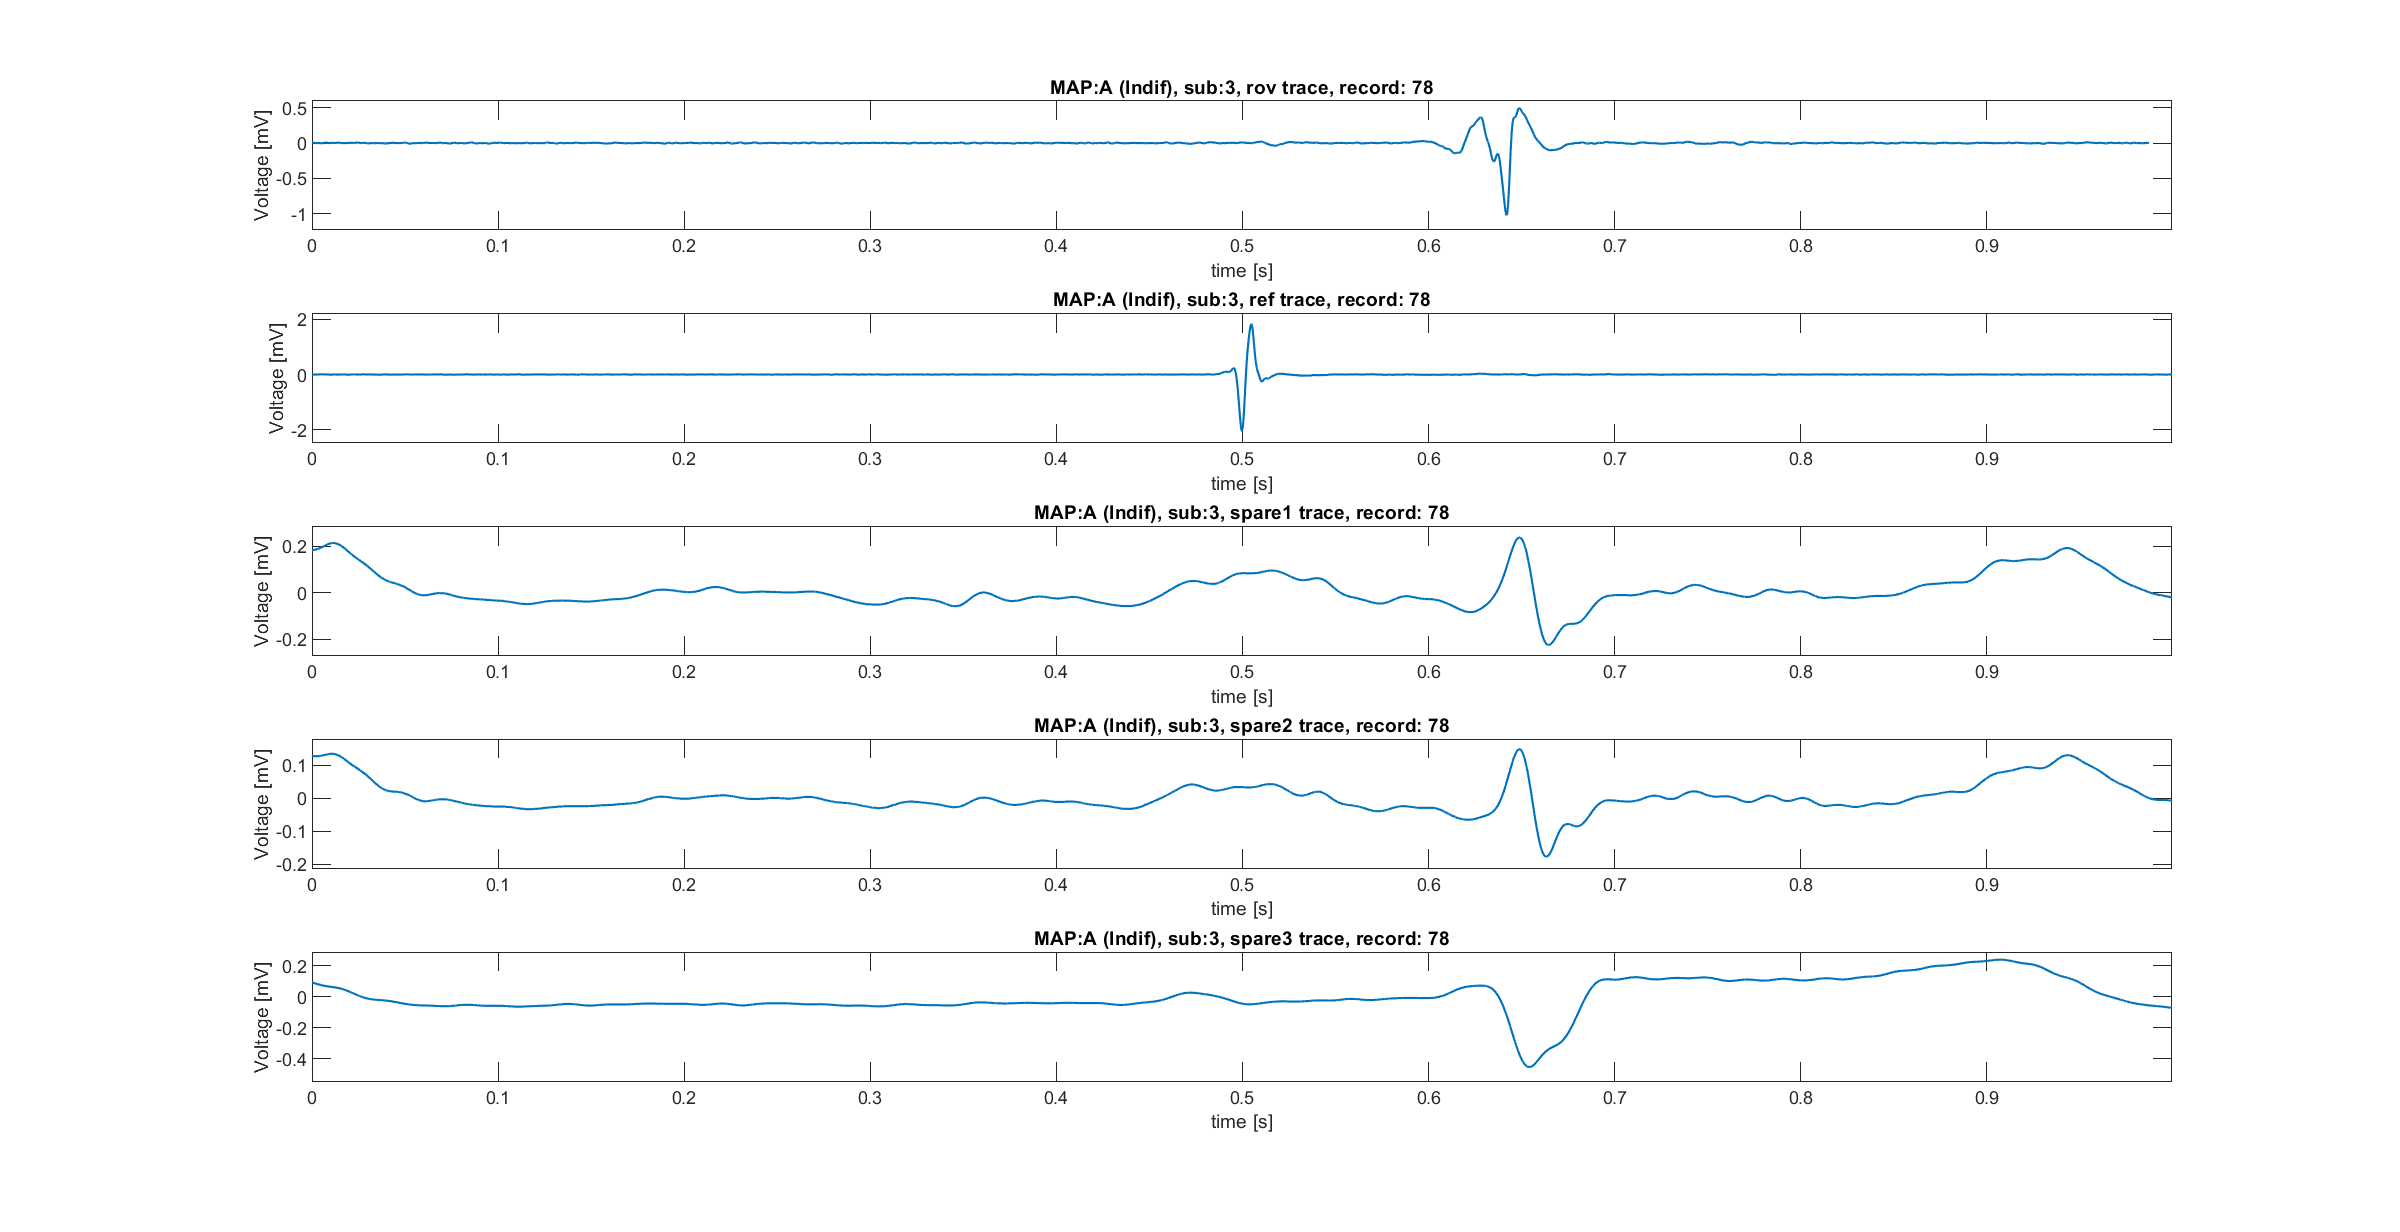 MAP:A (Indif), sub:3, rov trace, record: 78
Voltage [mV]
0.5
0
-0.5
-1
0 0.1 0.2 0.3 0.4 0.5 0.6 0.7 0.8 0.9
time [s]
MAP:A (Indif), sub:3, ref trace, record: 78
Voltage [mV]
2
0
-2
0 0.1 0.2 0.3 0.4 0.5 0.6 0.7 0.8 0.9
time [s]
MAP:A (Indif), sub:3, spare1 trace, record: 78
Voltage [mV]
0.2
0
-0.2
0 0.1 0.2 0.3 0.4 0.5 0.6 0.7 0.8 0.9
time [s]
MAP:A (Indif), sub:3, spare2 trace, record: 78
Voltage [mV]
0.1
0
-0.1
-0.2
0 0.1 0.2 0.3 0.4 0.5 0.6 0.7 0.8 0.9
time [s]
MAP:A (Indif), sub:3, spare3 trace, record: 78
Voltage [mV]
0.2
0
-0.2
-0.4
0 0.1 0.2 0.3 0.4 0.5 0.6 0.7 0.8 0.9
time [s]